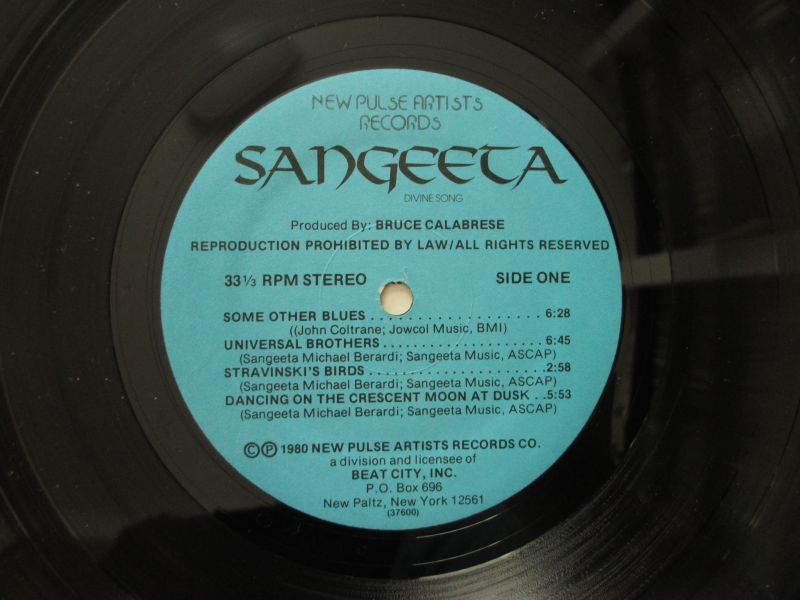 NEW PULSE ARTISTS
RECORDS
SANGEETA
DIVINE SONG
Produced By: BRUCE CALABRESE
REPRODUCTION PROHIBITED BY LAW/ALL RIGHTS RESERVED
33 1/3 RPM STEREO SIDE ONE
SOME OTHER BLUES . . . . . . . . . . . . . . . . . . . . 6:28
((John Coltrane; Jowcol Music, BMI)
UNIVERSAL BROTHERS . . . . . . . . . . . . . . . . . . 6:45
(Sangeeta Michael Berardi; Sangeeta Music, ASCAP)
STRAVINSKI'S BIRDS . . . . . . . . . . . . . . . . . . . . 2:58
(Sangeeta Michael Berardi; Sangeeta Music, ASCAP)
DANCING ON THE CRESCENT MOON AT DUSK . . 5:53
(Sangeeta Michael Berardi; Sangeeta Music, ASCAP)
©℗ 1980 NEW PULSE ARTISTS RECORDS CO.
a division and licensee of
BEAT CITY, INC.
P.O. Box 696
New Paltz, New York 12561
(37600)